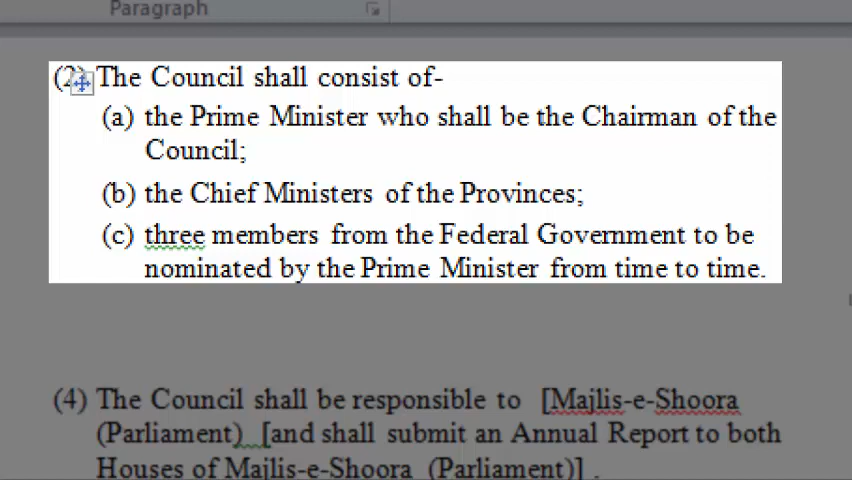 Paragraph
(2) The Council shall consist of-
(a) the Prime Minister who shall be the Chairman of the
Council;
(b) the Chief Ministers of the Provinces;
(c) three members from the Federal Government to be
nominated by the Prime Minister from time to time.
(4) The Council shall be responsible to [Majlis-e-Shoora
(Parliament) [and shall submit an Annual Report to both
Houses of Majlis-e-Shoora (Parliament)] .